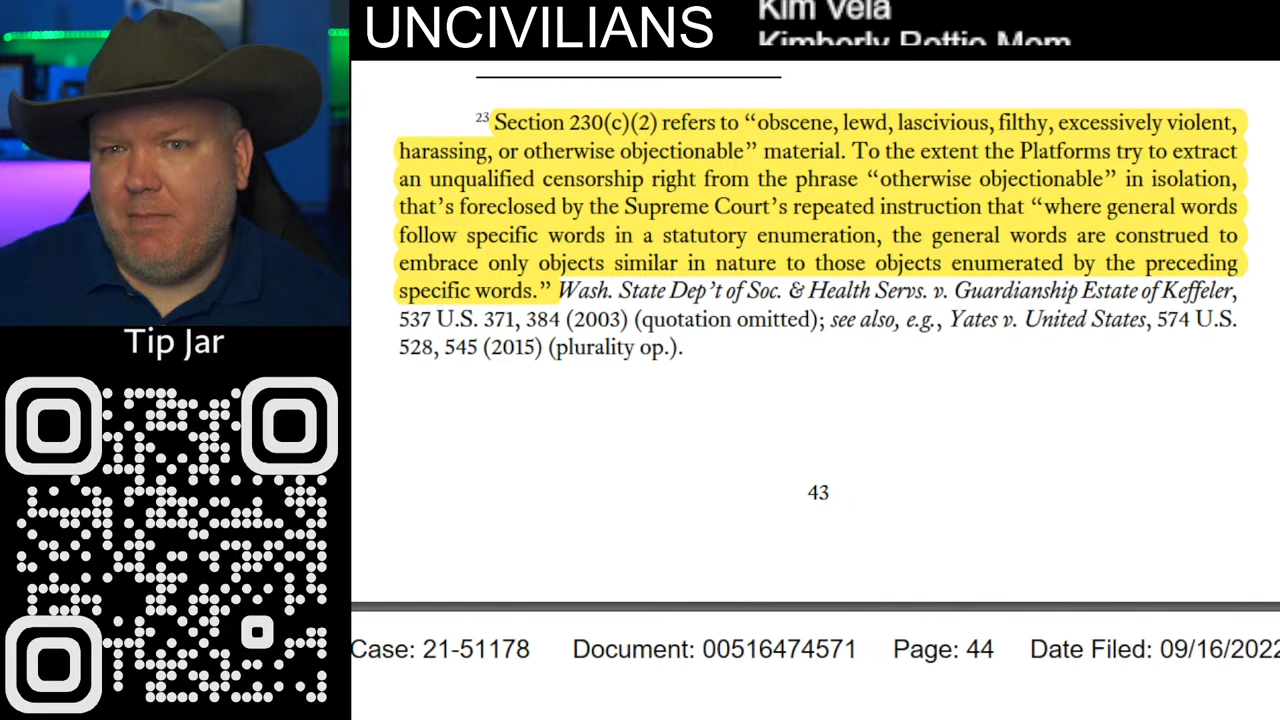 UNCIVILIANS
Kim Vela
Kimberly Rottie Mom
23 Section 230(c)(2) refers to “obscene, lewd, lascivious, filthy, excessively violent,
harassing, or otherwise objectionable” material. To the extent the Platforms try to extract
an unqualified censorship right from the phrase “otherwise objectionable” in isolation,
that’s foreclosed by the Supreme Court’s repeated instruction that “where general words
follow specific words in a statutory enumeration, the general words are construed to
embrace only objects similar in nature to those objects enumerated by the preceding
specific words.” Wash. State Dep’t of Soc. & Health Servs. v. Guardianship Estate of Keffeler,
537 U.S. 371, 384 (2003) (quotation omitted); see also, e.g., Yates v. United States, 574 U.S.
528, 545 (2015) (plurality op.).
Tip Jar
43
Case: 21-51178 Document: 00516474571 Page: 44 Date Filed: 09/16/2022